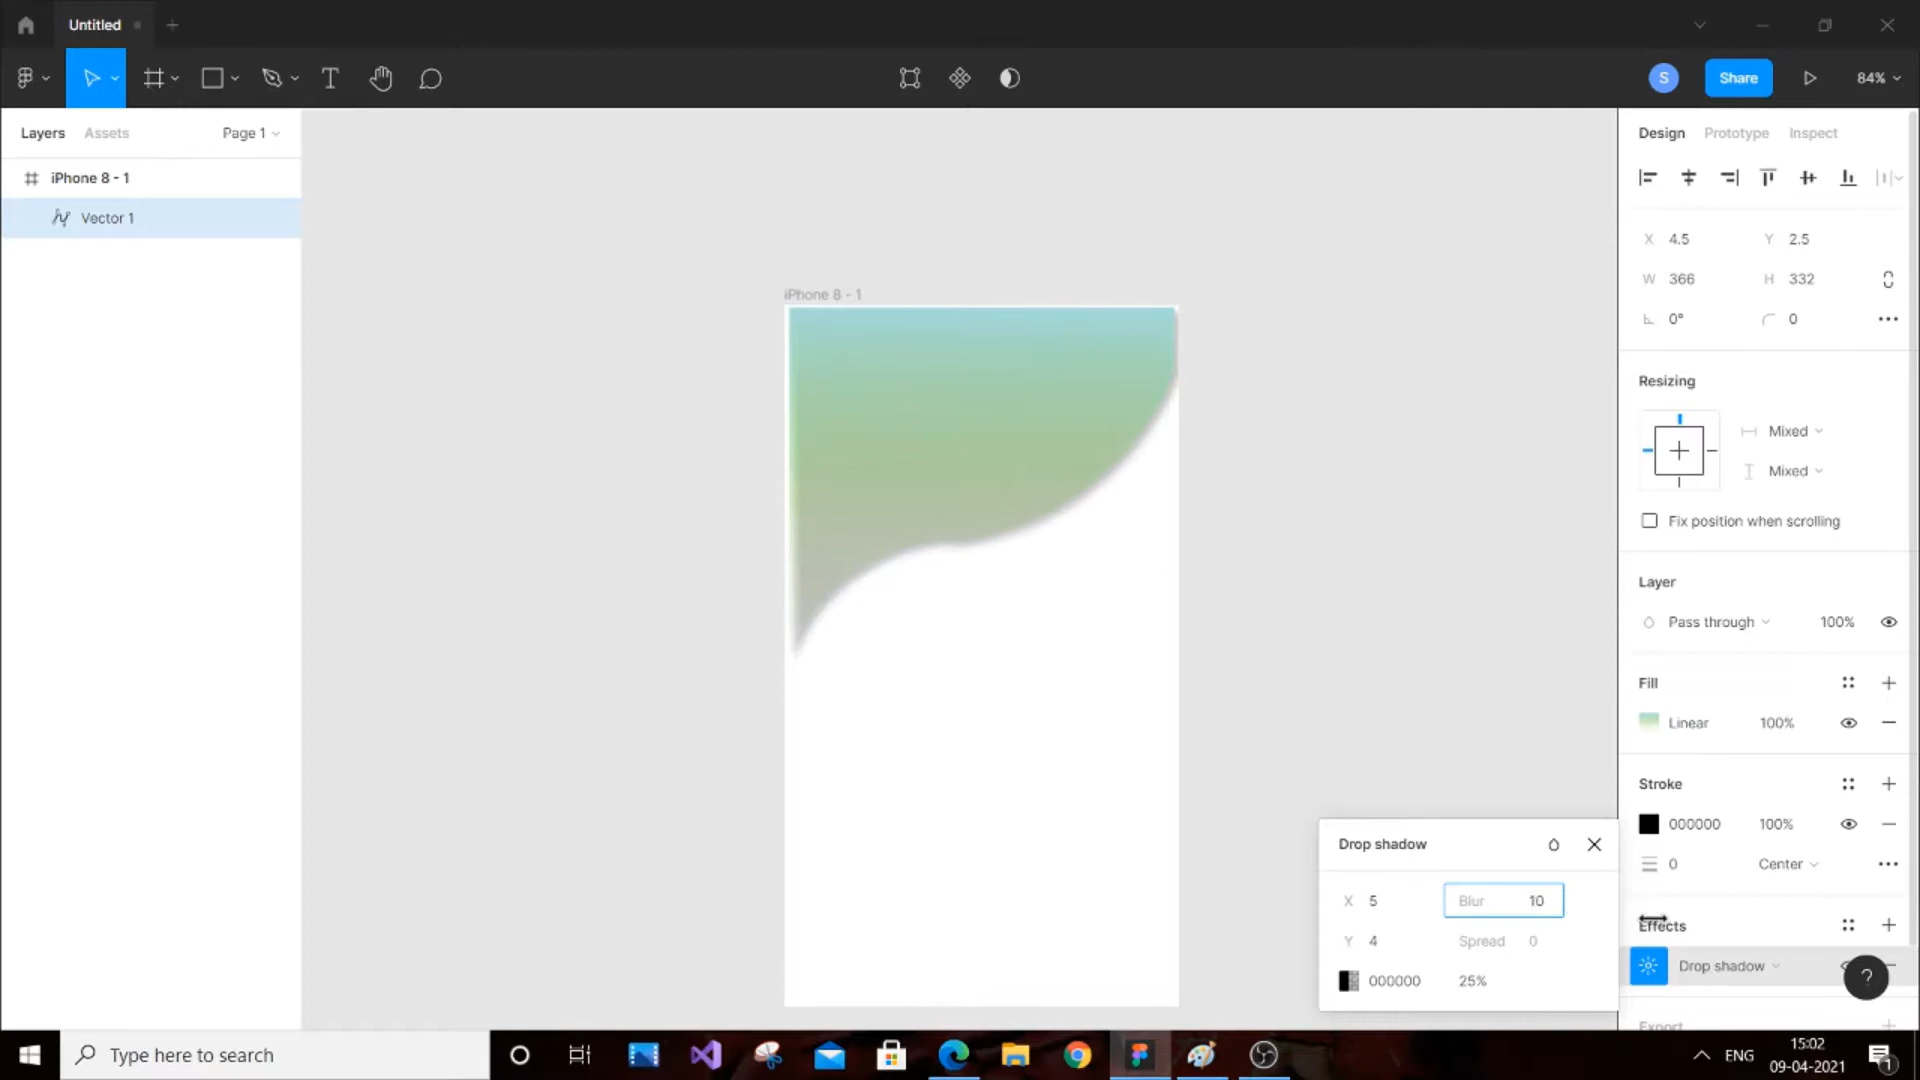 Untitled
S
Share
84%
Layers
Assets
Page 1
Design
Prototype
Inspect
iPhone 8 - 1
Vector 1
X 4.5
Y 2.5
W 366
H 332
0°
0
iPhone 8 - 1
Resizing
Mixed
Mixed
Fix position when scrolling
Layer
Pass through
100%
Fill
Linear
100%
Stroke
000000
100%
0
Center
Drop shadow
X 5
Blur 10
Y 4
Spread 0
000000
25%
Effects
Drop shadow
?
Export
Type here to search
ENG
15:02
09-04-2021
1